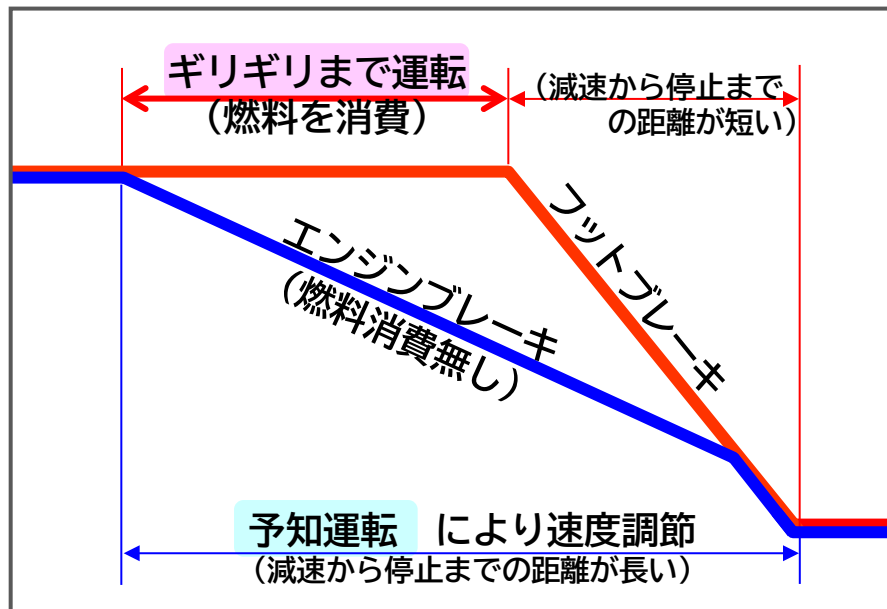 ギリギリまで運転
（燃料を消費）
（減速から停止まで
の距離が短い）
フットブレーキ
エンジンブレーキ
（燃料消費無し）
予知運転 により速度調節
（減速から停止までの距離が長い）